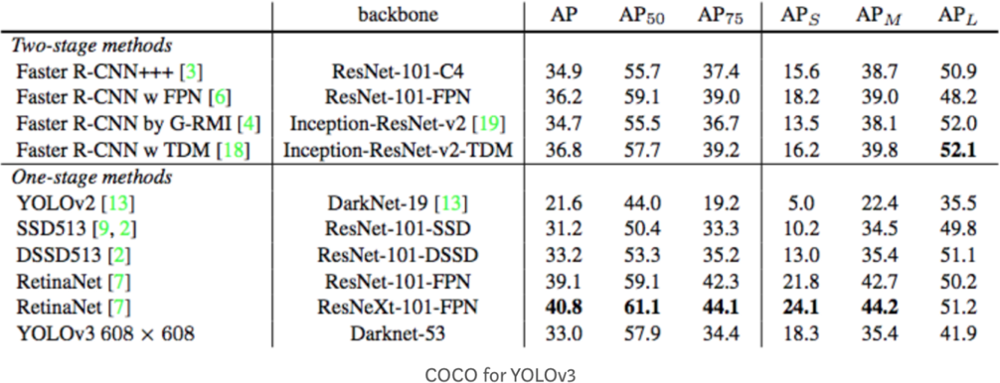 backbone AP AP50 AP75 APS APM APL
Two-stage methods
Faster R-CNN+++ [3] ResNet-101-C4 34.9 55.7 37.4 15.6 38.7 50.9
Faster R-CNN w FPN [6] ResNet-101-FPN 36.2 59.1 39.0 18.2 39.0 48.2
Faster R-CNN by G-RMI [4] Inception-ResNet-v2 [19] 34.7 55.5 36.7 13.5 38.1 52.0
Faster R-CNN w TDM [18] Inception-ResNet-v2-TDM 36.8 57.7 39.2 16.2 39.8 52.1
One-stage methods
YOLOv2 [13] DarkNet-19 [13] 21.6 44.0 19.2 5.0 22.4 35.5
SSD513 [9, 2] ResNet-101-SSD 31.2 50.4 33.3 10.2 34.5 49.8
DSSD513 [2] ResNet-101-DSSD 33.2 53.3 35.2 13.0 35.4 51.1
RetinaNet [7] ResNet-101-FPN 39.1 59.1 42.3 21.8 42.7 50.2
RetinaNet [7] ResNeXt-101-FPN 40.8 61.1 44.1 24.1 44.2 51.2
YOLOv3 608 × 608 Darknet-53 33.0 57.9 34.4 18.3 35.4 41.9
COCO for YOLOv3